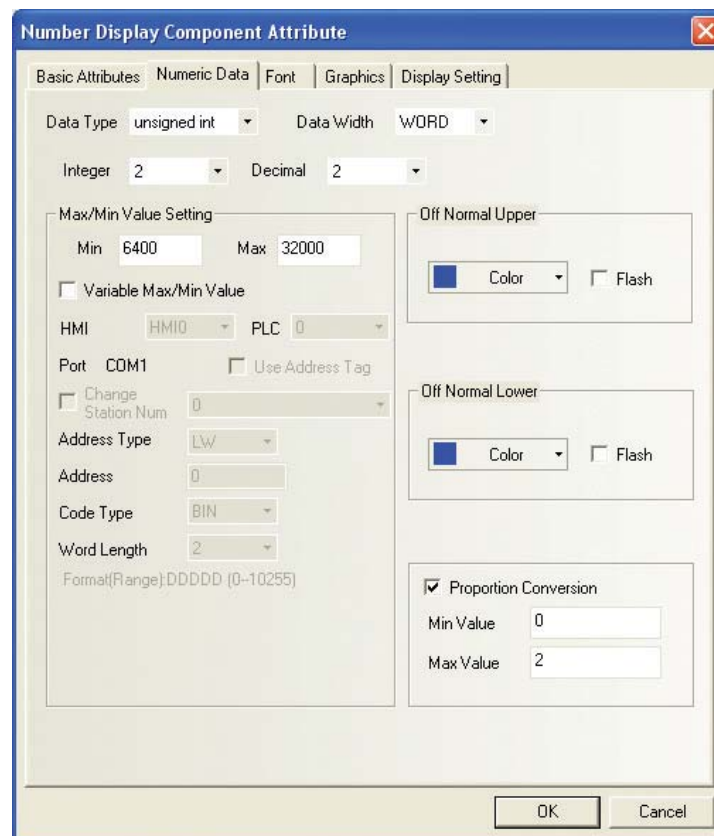 Number Display Component Attribute
Basic Attributes Numeric Data Font Graphics Display Setting
Data Type unsigned int Data Width WORD
Integer 2 Decimal 2
Max/Min Value Setting
Min 6400 Max 32000
Variable Max/Min Value
HMI HMI0 PLC 0
Port COM1 Use Address Tag
Change
Station Num 0
Address Type LW
Address 0
Code Type BIN
Word Length 2
Format(Range):DDDDD (0~10255)
Off Normal Upper
Color Flash
Off Normal Lower
Color Flash
Proportion Conversion
Min Value 0
Max Value 2
OK Cancel